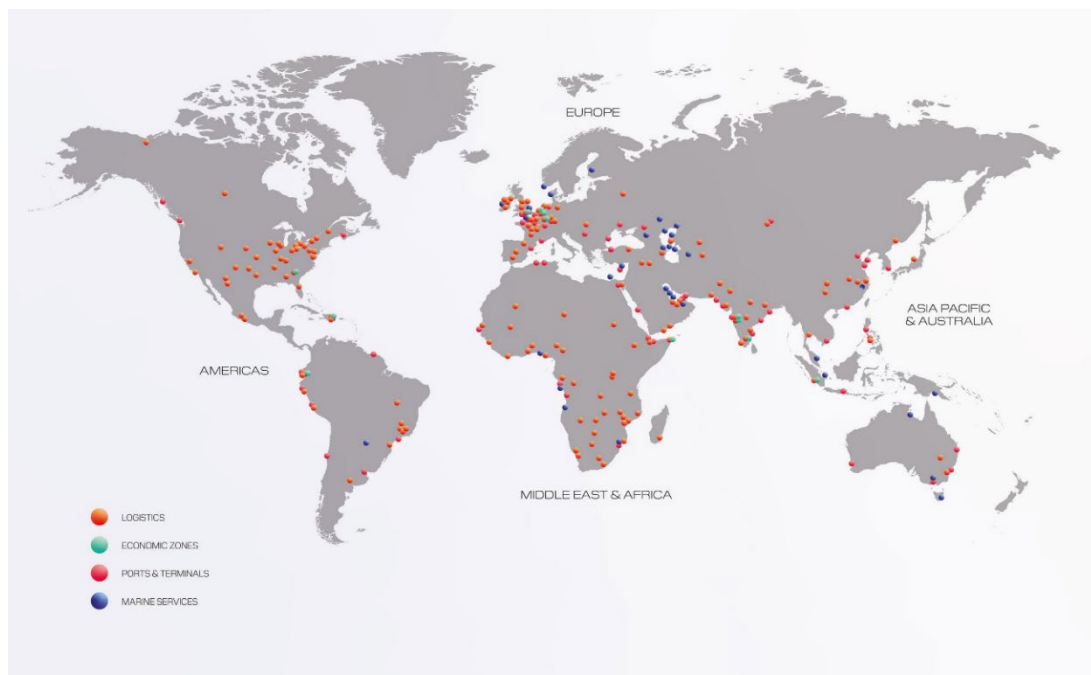 EUROPE
ASIA PACIFIC
& AUSTRALIA
AMERICAS
MIDDLE EAST & AFRICA
LOGISTICS
ECONOMIC ZONES
PORTS & TERMINALS
MARINE SERVICES